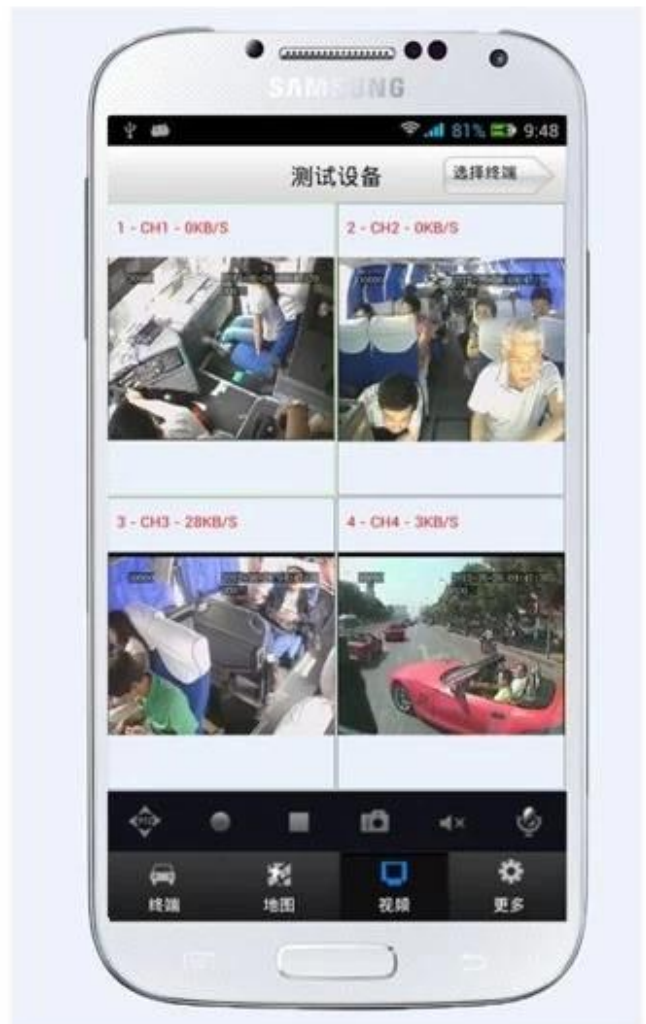 SAMSUNG
81% 9:48
测试设备
选择终端
1 - CH1 - 0KB/S
2 - CH2 - 0KB/S
3 - CH3 - 28KB/S
4 - CH4 - 3KB/S
终端
地图
视频
更多